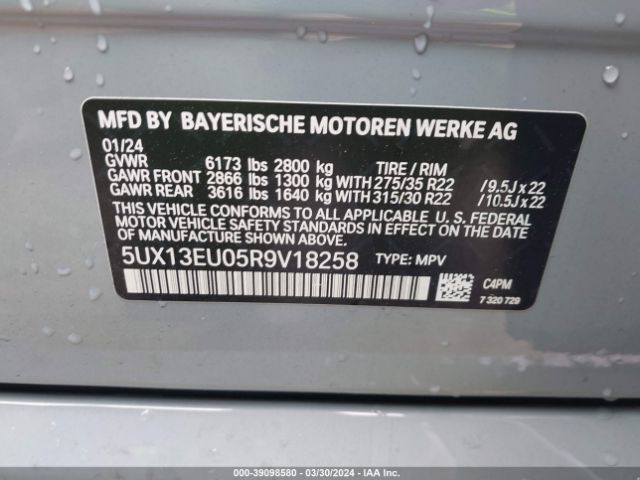 MFD BY BAYERISCHE MOTOREN WERKE AG
01/24
GVWR 6173 lbs 2800 kg TIRE / RIM
GAWR FRONT 2866 lbs 1300 kg WITH 275/35 R22 / 9.5J x 22
GAWR REAR 3616 lbs 1640 kg WITH 315/30 R22 / 10.5J x 22
THIS VEHICLE CONFORMS TO ALL APPLICABLE U. S. FEDERAL
MOTOR VEHICLE SAFETY STANDARDS IN EFFECT ON THE DATE
OF MANUFACTURE SHOWN ABOVE.
5UX13EU05R9V18258 TYPE: MPV
C4PM
7 320 729
000-39098580 / 03/30/2024 - IAA Inc.